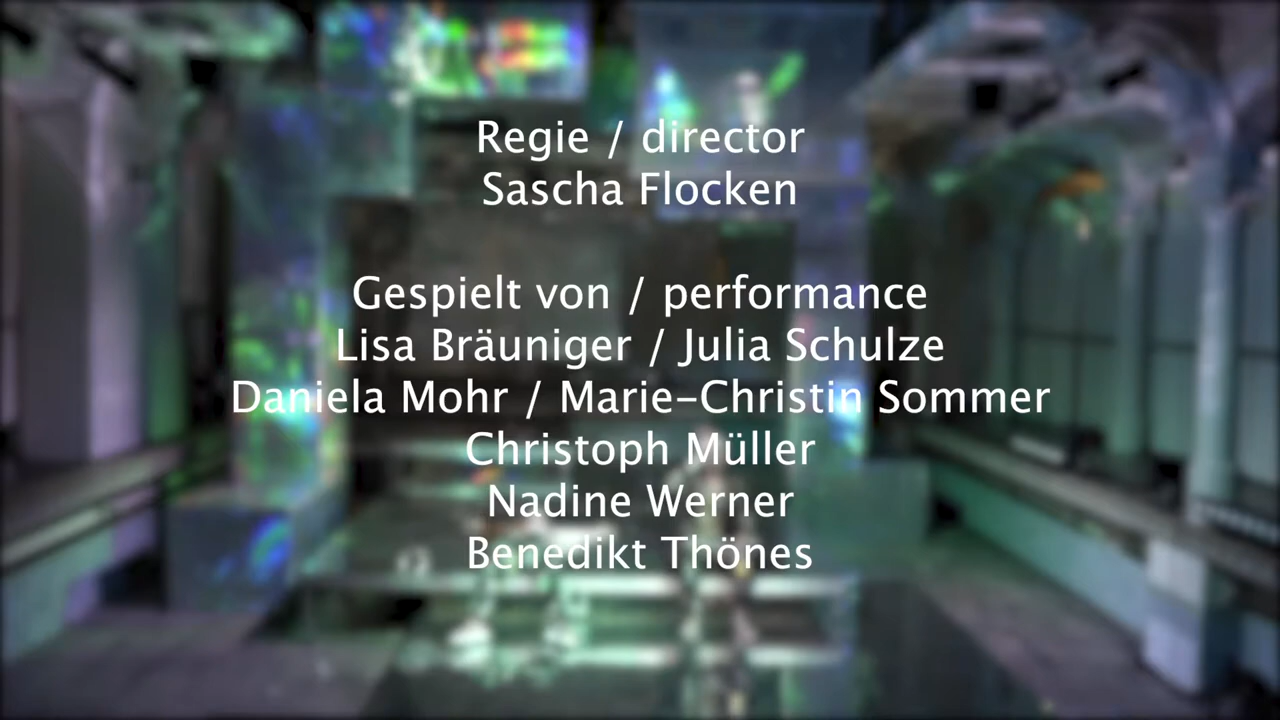 Regie / director
Sascha Flocken
Gespielt von / performance
Lisa Bräuniger / Julia Schulze
Daniela Mohr / Marie-Christin Sommer
Christoph Müller
Nadine Werner
Benedikt Thönes